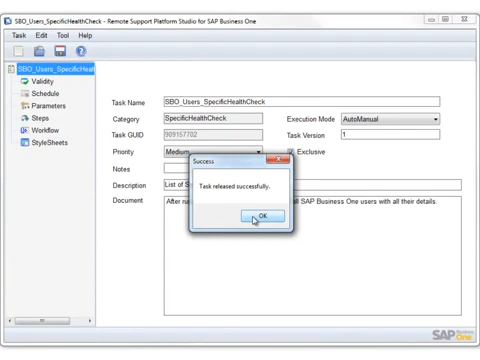 SBO_Users_SpecificHealthCheck - Remote Support Platform Studio for SAP Business One
Task Edit Tool Help
SBO_Users_SpecificHealt
Validity
Schedule
Parameters
Steps
Workflow
StyleSheets
Task Name SBO_Users_SpecificHealthCheck
Category SpecificHealthCheck Execution Mode AutoManual
Task GUID 909157702 Task Version 1
Priority Medium Exclusive
Notes
Description List of S
Document After ru all SAP Business One users with all their details.
Success
Task released successfully.
OK
SAP Business One